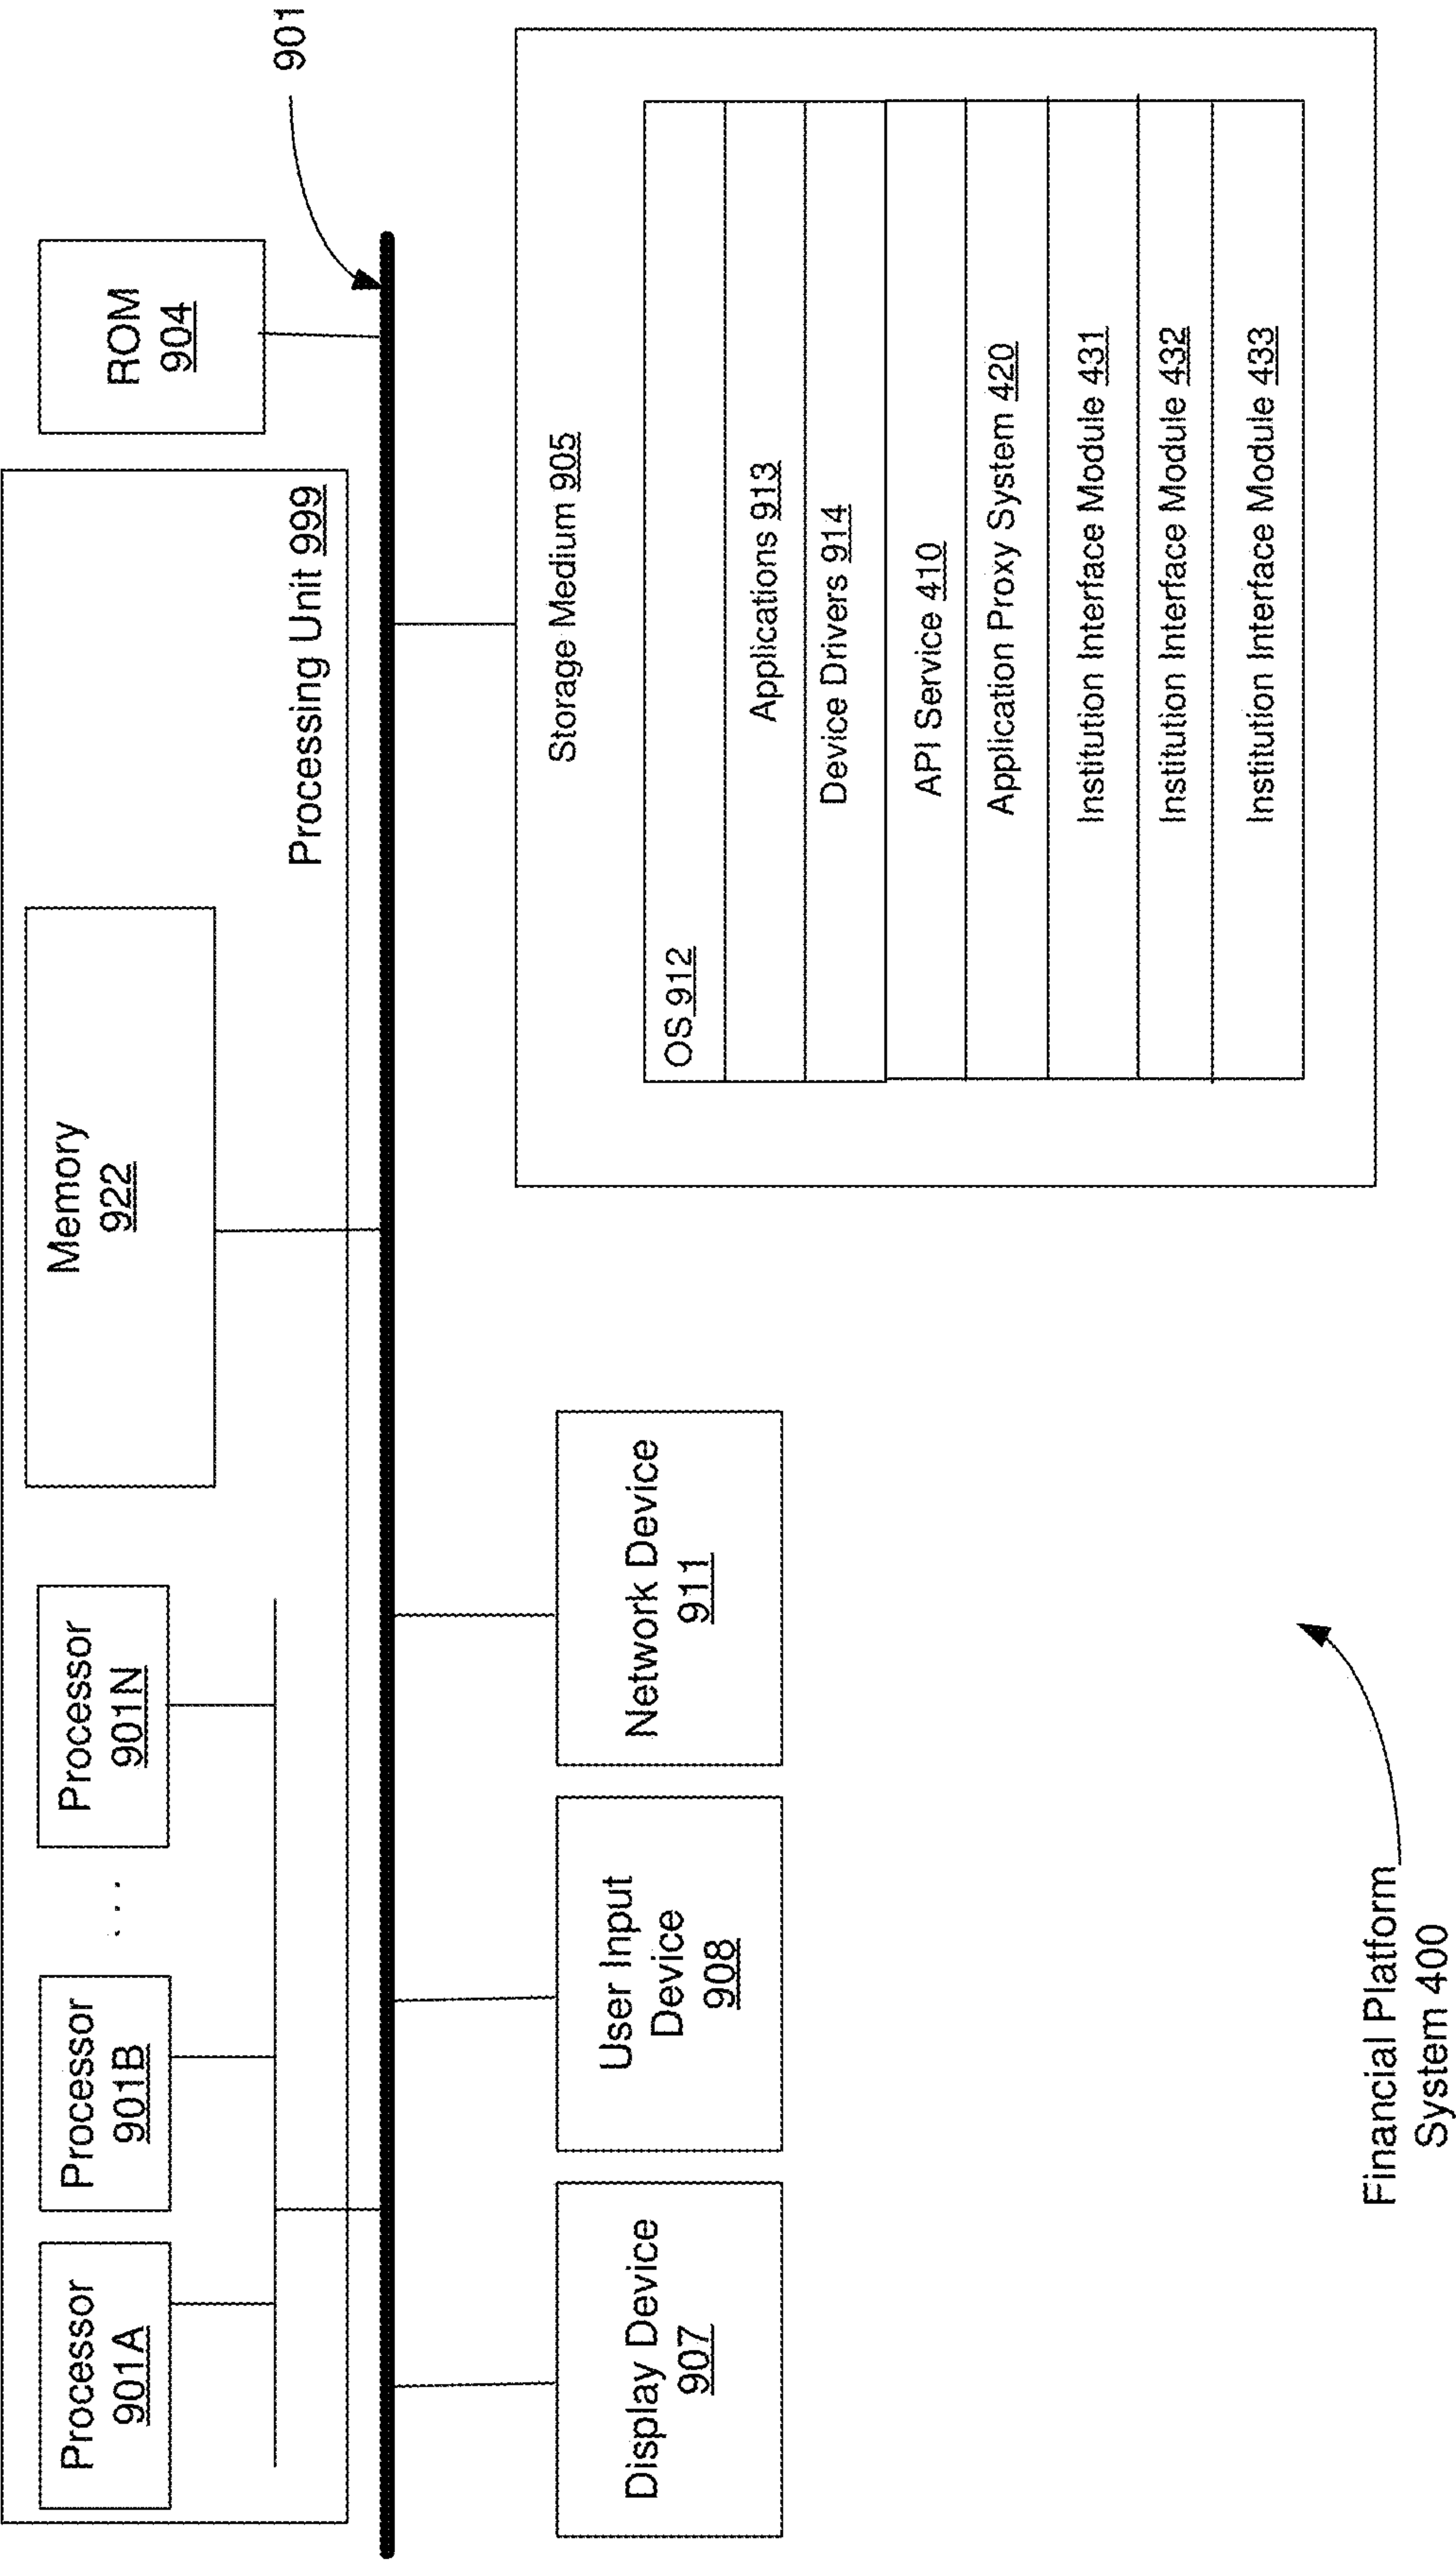 Processor
901A
Processor
901B
. . .
Processor
901N
Memory
922
Processing Unit 999
ROM
904
901
Display Device
907
User Input
Device
908
Network Device
911
Storage Medium 905
OS 912
Applications 913
Device Drivers 914
API Service 410
Application Proxy System 420
Institution Interface Module 431
Institution Interface Module 432
Institution Interface Module 433
Financial Platform
System 400